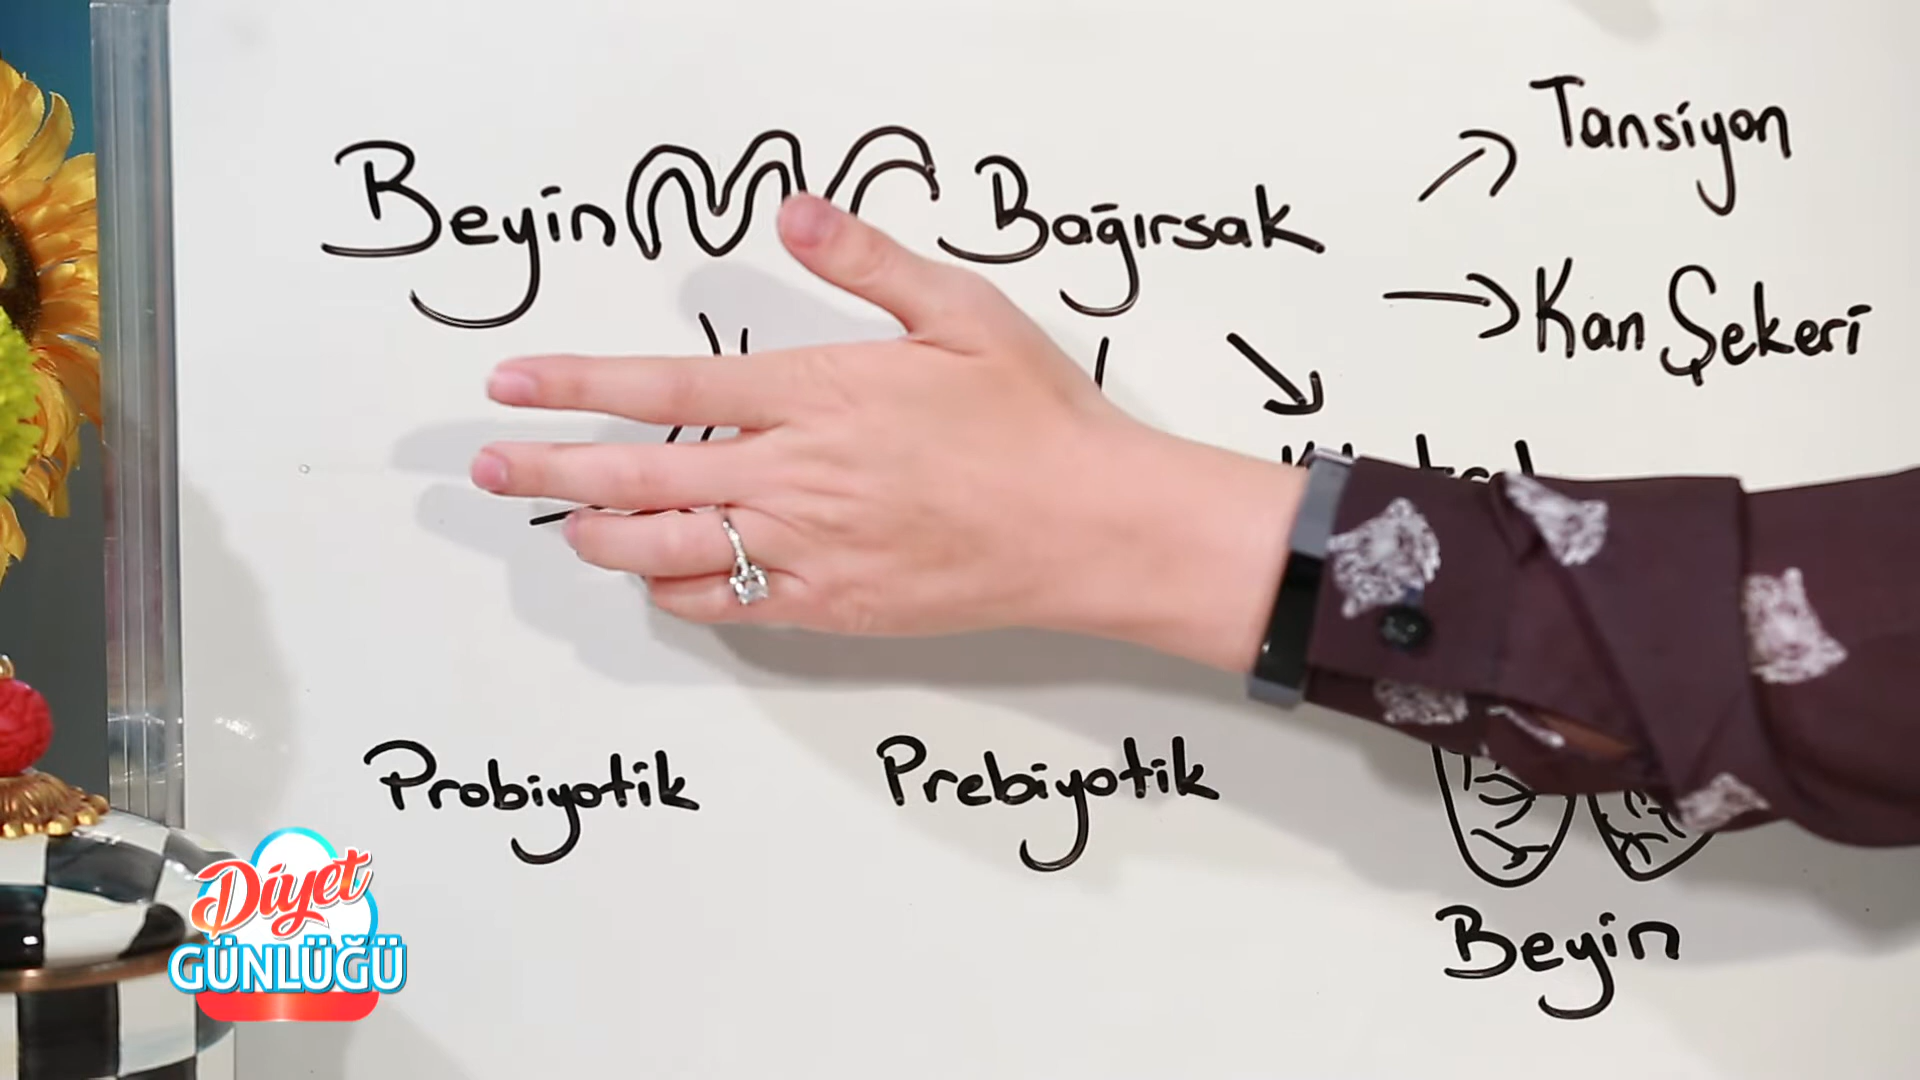 Beyin Bağırsak
Tansiyon
Kan Şekeri
Probiyotik
Prebiyotik
Beyin
Diyet
GÜNLÜĞÜ